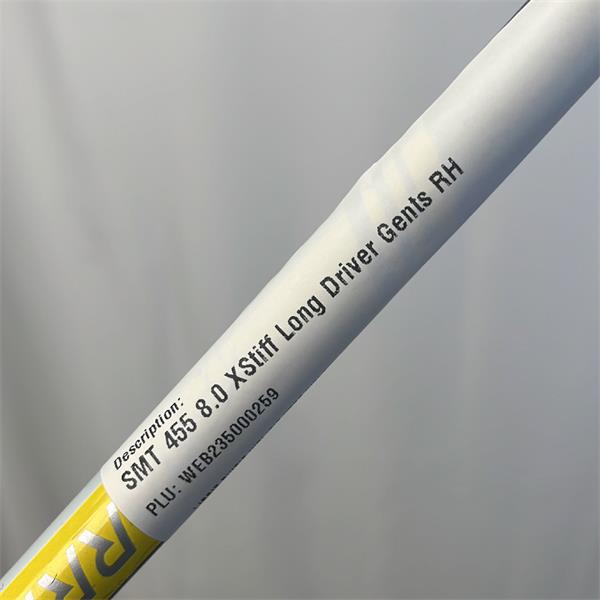 Description:
SMT 455 8.0 XStiff Long Driver Gents RH
PLU: WEB235000259